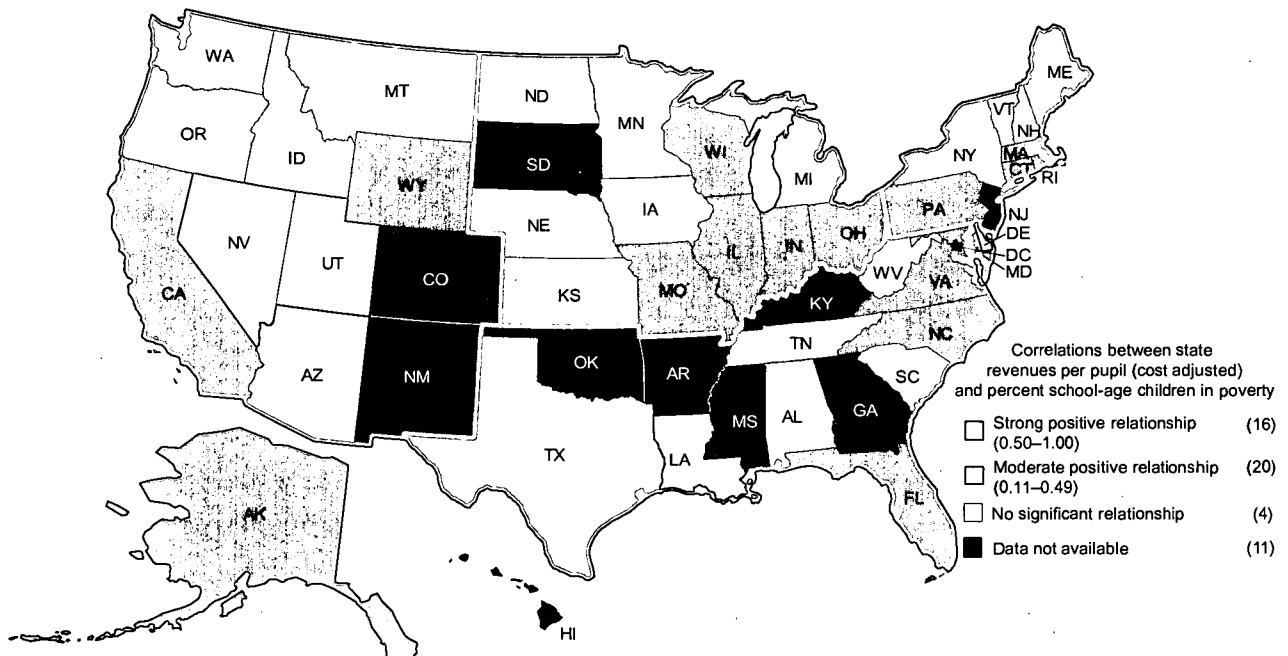 WA
MT
ND
MN
ME
VT
NH
OR
ID
SD
WI
NY
MA
CT
RI
WY
MI
IA
PA
NJ
NE
DE
NV
UT
IL
IN
OH
DC
MD
CO
WV
VA
CA
KS
MO
KY
NC
TN
AZ
NM
OK
AR
SC
MS
AL
GA
TX
LA
FL
AK
HI
Correlations between state
revenues per pupil (cost adjusted)
and percent school-age children in poverty
Strong positive relationship (16)
(0.50–1.00)
Moderate positive relationship (20)
(0.11–0.49)
No significant relationship (4)
Data not available (11)